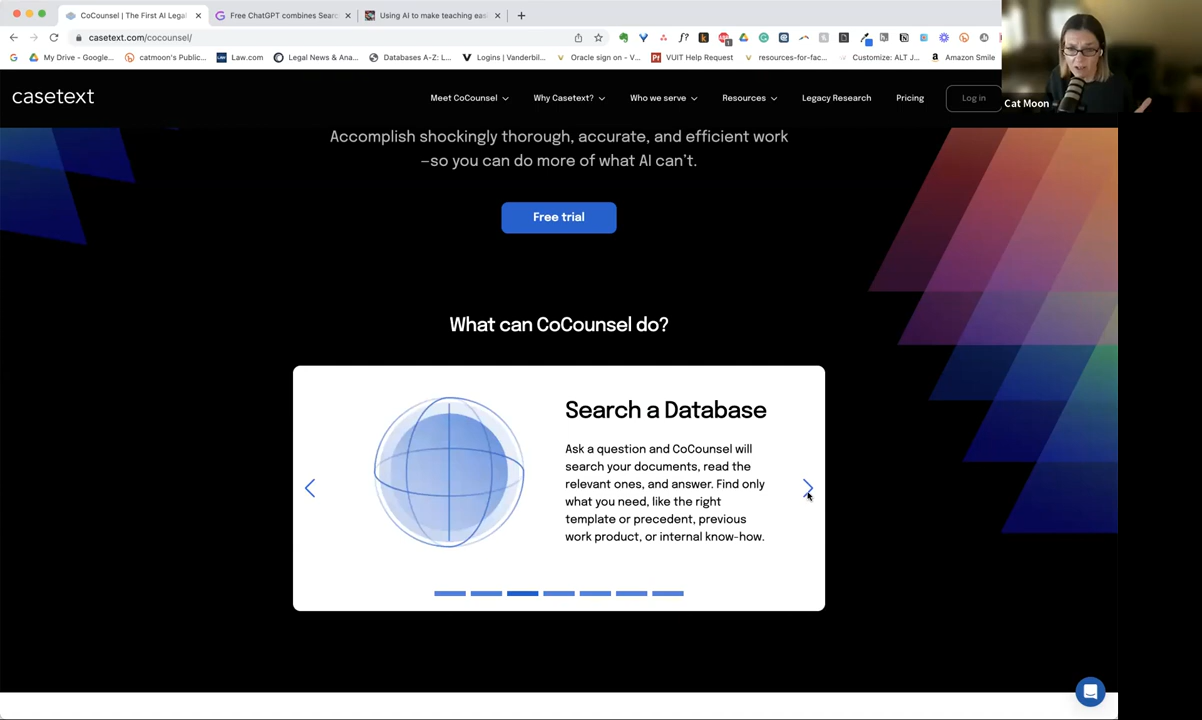 CoCounsel | The First AI Legal
Free ChatGPT combines Sear
Using AI to make teaching easi
casetext.com/cocounsel/
My Drive - Google...
catmoon's Public...
Law.com
Legal News & Ana...
Databases A-Z: L...
Logins | Vanderbil...
Oracle sign on - V...
VUIT Help Request
resources-for-fac...
Customize: ALT J...
Amazon Smile
Cat Moon
casetext
Meet CoCounsel
Why Casetext?
Who we serve
Resources
Legacy Research
Pricing
Log in
Accomplish shockingly thorough, accurate, and efficient work
—so you can do more of what AI can't.
Free trial
What can CoCounsel do?
Search a Database
Ask a question and CoCounsel will
search your documents, read the
relevant ones, and answer. Find only
what you need, like the right
template or precedent, previous
work product, or internal know-how.